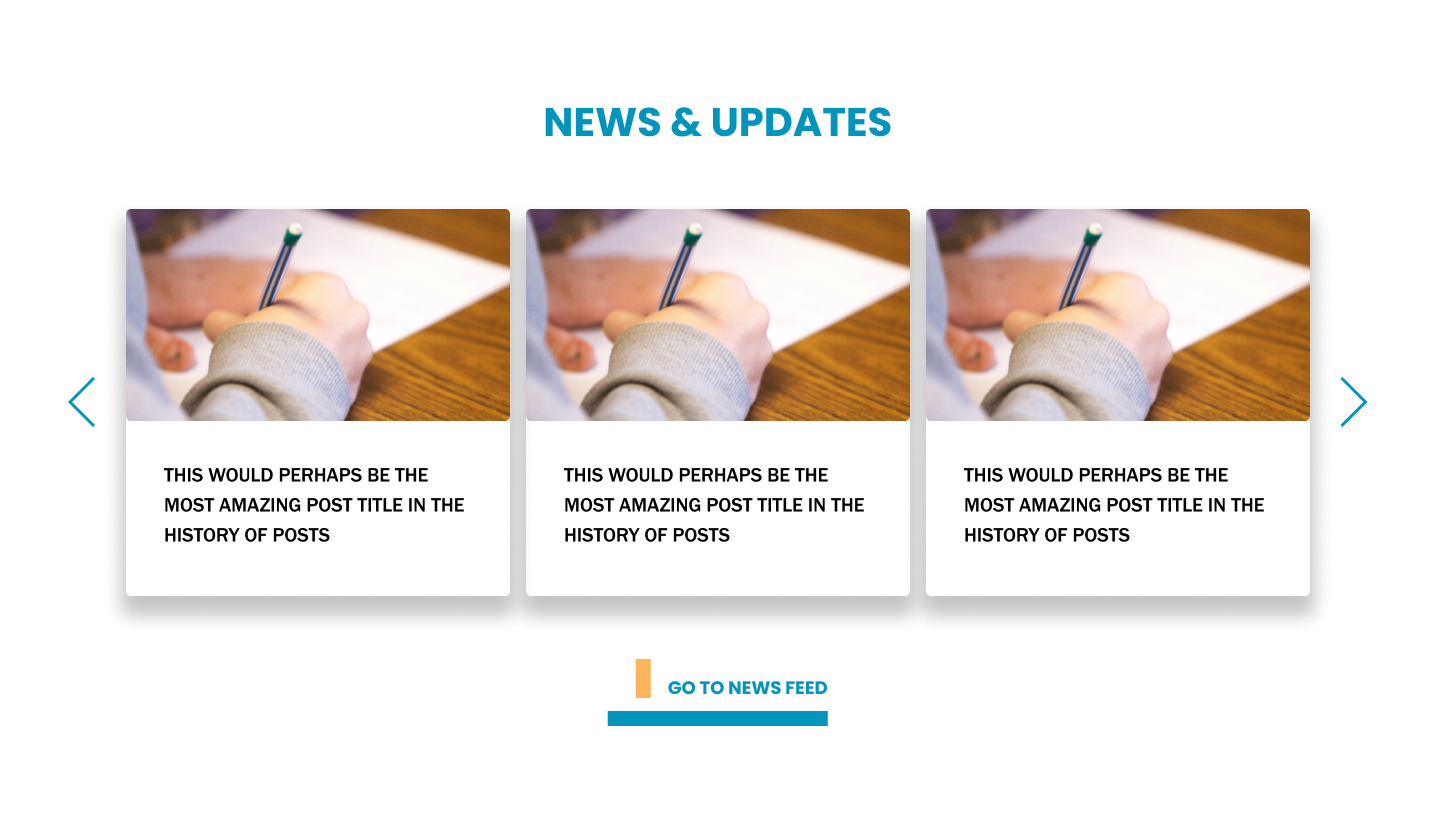 NEWS & UPDATES
THIS WOULD PERHAPS BE THE
MOST AMAZING POST TITLE IN THE
HISTORY OF POSTS
THIS WOULD PERHAPS BE THE
MOST AMAZING POST TITLE IN THE
HISTORY OF POSTS
THIS WOULD PERHAPS BE THE
MOST AMAZING POST TITLE IN THE
HISTORY OF POSTS
GO TO NEWS FEED